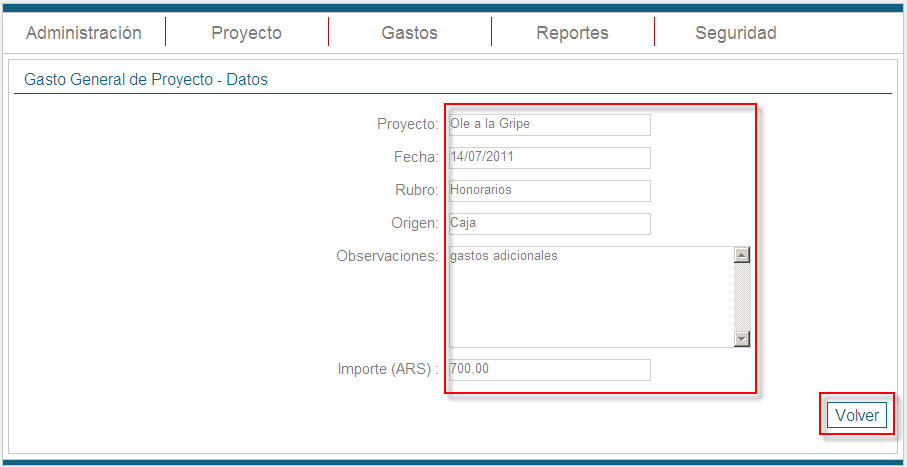 Administración Proyecto Gastos Reportes Seguridad
Gasto General de Proyecto - Datos
Proyecto: Ole a la Gripe
Fecha: 14/07/2011
Rubro: Honorarios
Origen: Caja
Observaciones: gastos adicionales
Importe (ARS) : 700,00
Volver